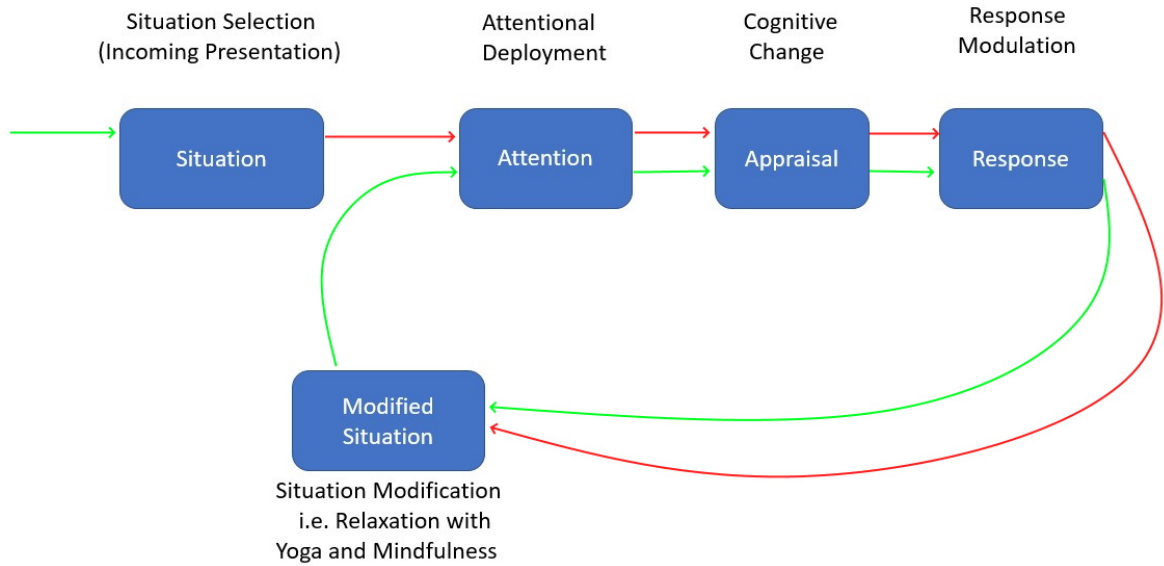 Situation Selection
(Incoming Presentation)
Attentional
Deployment
Cognitive
Change
Response
Modulation
Situation
Attention
Appraisal
Response
Modified
Situation
Situation Modification
i.e. Relaxation with
Yoga and Mindfulness